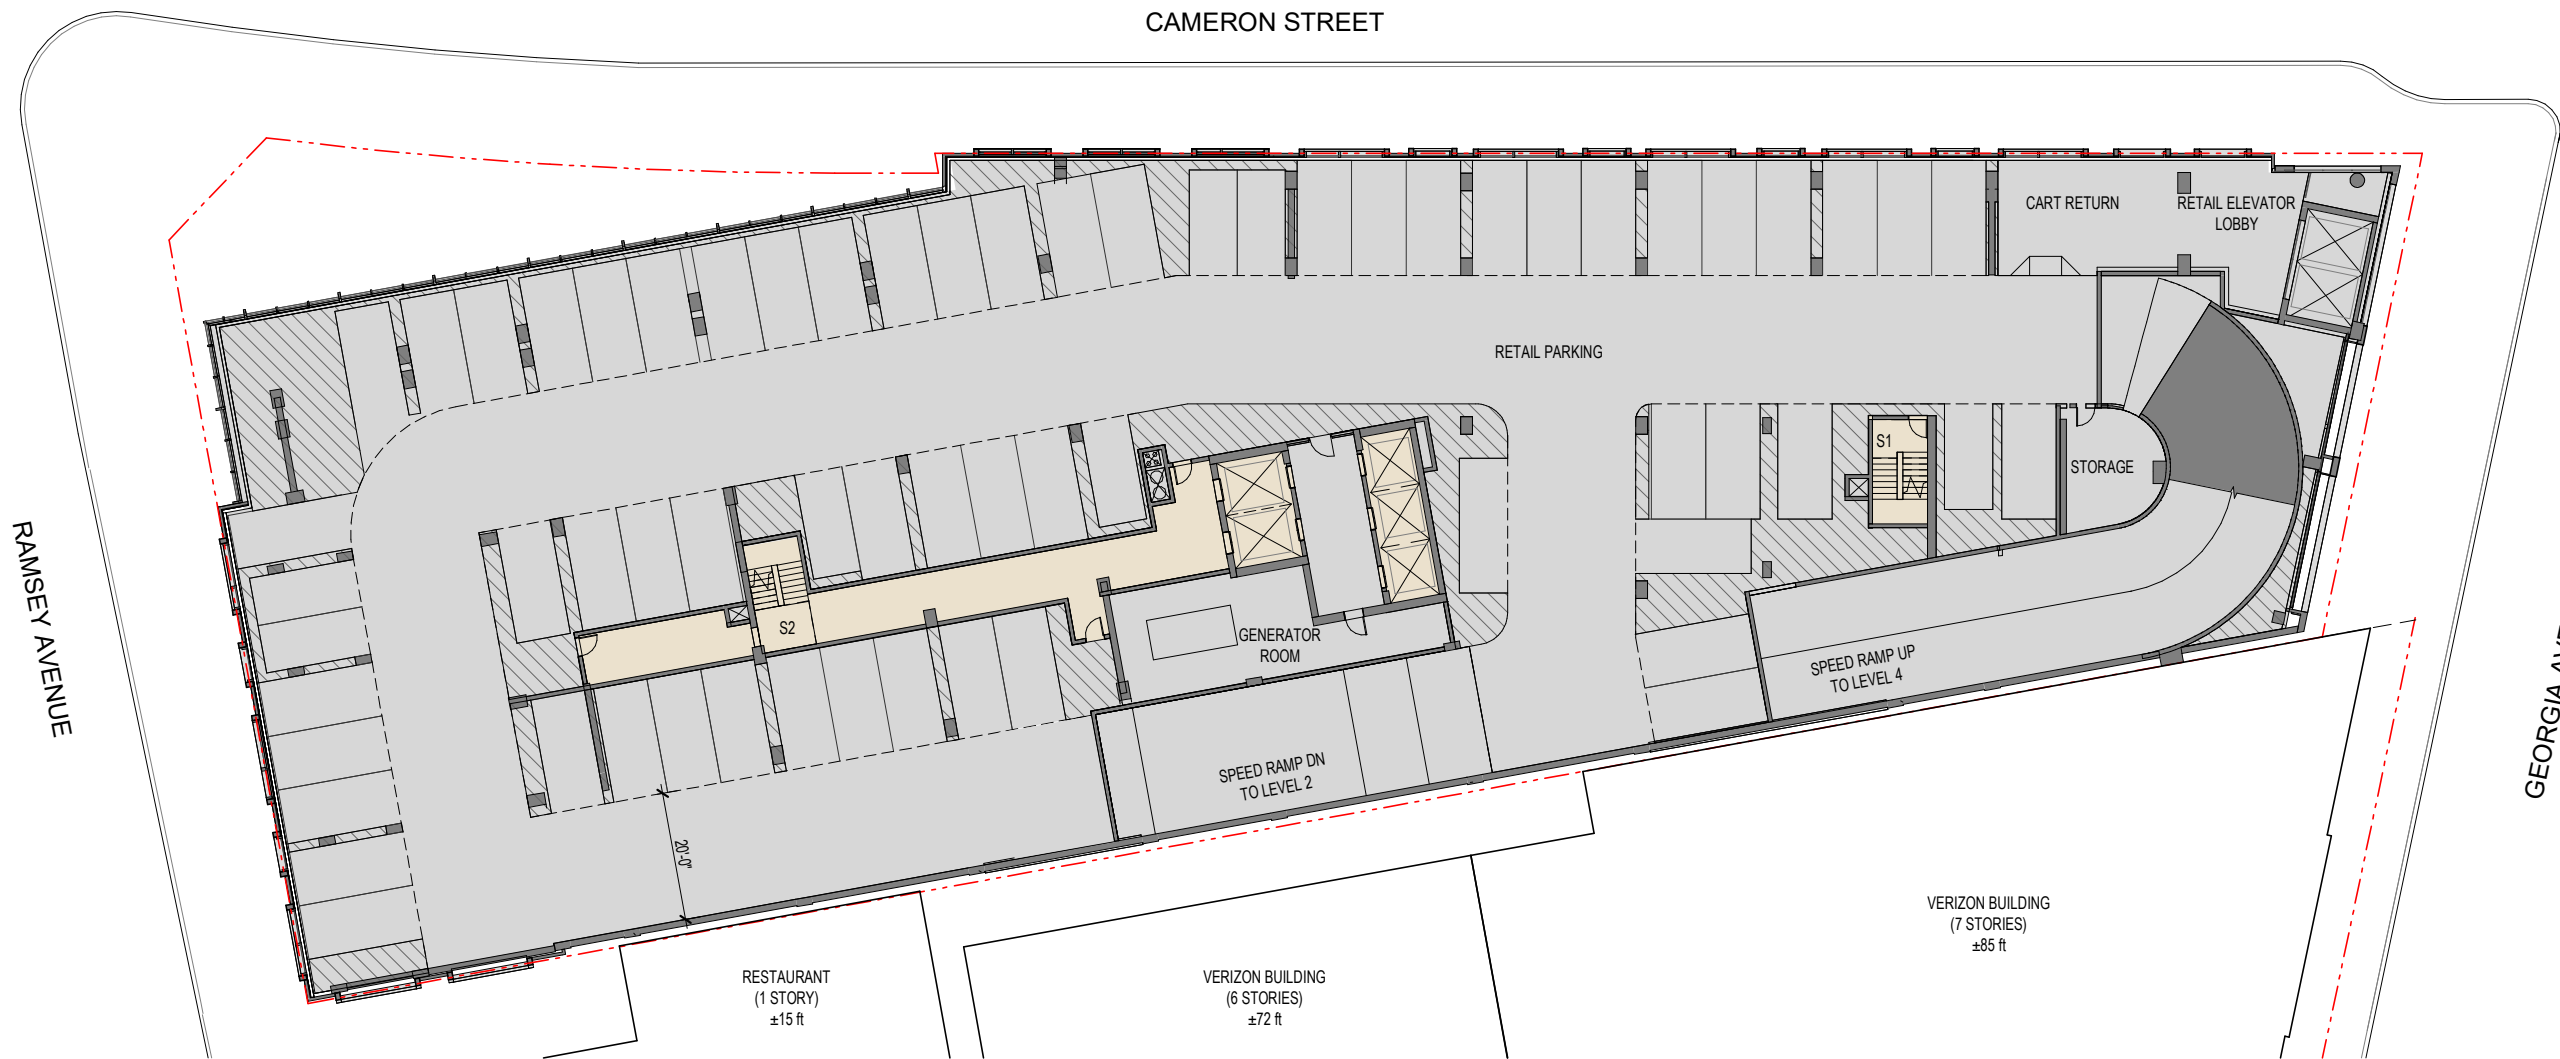 CAMERON STREET
CART RETURN
RETAIL ELEVATOR
LOBBY
RETAIL PARKING
S1
STORAGE
RAMSEY AVENUE
S2
GENERATOR
ROOM
SPEED RAMP UP
TO LEVEL 4
SPEED RAMP DN
TO LEVEL 2
20'-0"
VERIZON BUILDING
(7 STORIES)
±85 ft
RESTAURANT
(1 STORY)
±15 ft
VERIZON BUILDING
(6 STORIES)
±72 ft
GEORGIA